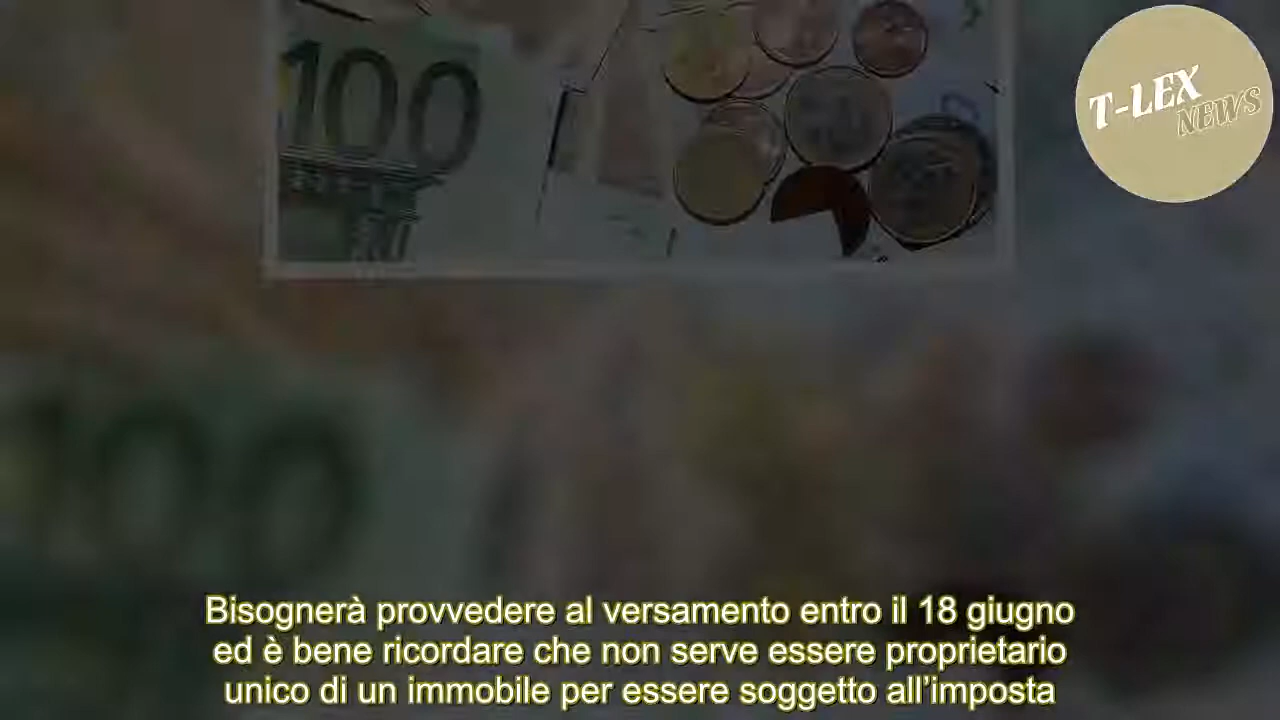 100
T-LEX
NEWS
100
Bisognerà provvedere al versamento entro il 18 giugno
ed è bene ricordare che non serve essere proprietario
unico di un immobile per essere soggetto all’imposta